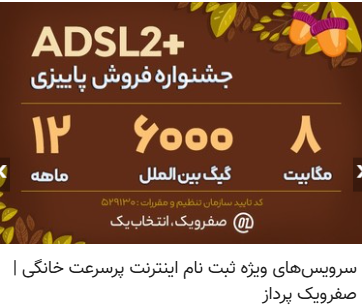 ADSL2+
جشنواره فروش پاییزی
۸ ۶۰۰۰ ۱۲
مگابیت گیگ بین الملل ماهه
کد تایید سازمان تنظیم و مقررات : ۵۲۹۱۳۰
صفرویک، انتخاب یک
سرویس‌های ویژه ثبت نام اینترنت پرسرعت خانگی |
صفرویک پرداز